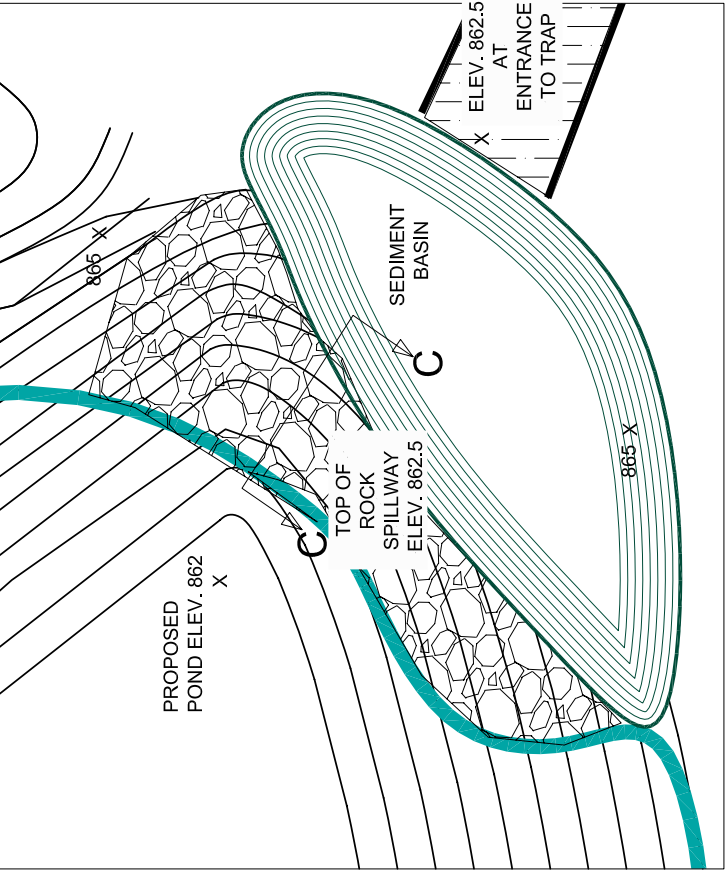 X ELEV. 862.5
AT
ENTRANCE
TO TRAP
865 X
SEDIMENT
BASIN
C
865 X
TOP OF
ROCK
SPILLWAY
ELEV. 862.5
C
PROPOSED
POND ELEV. 862
X